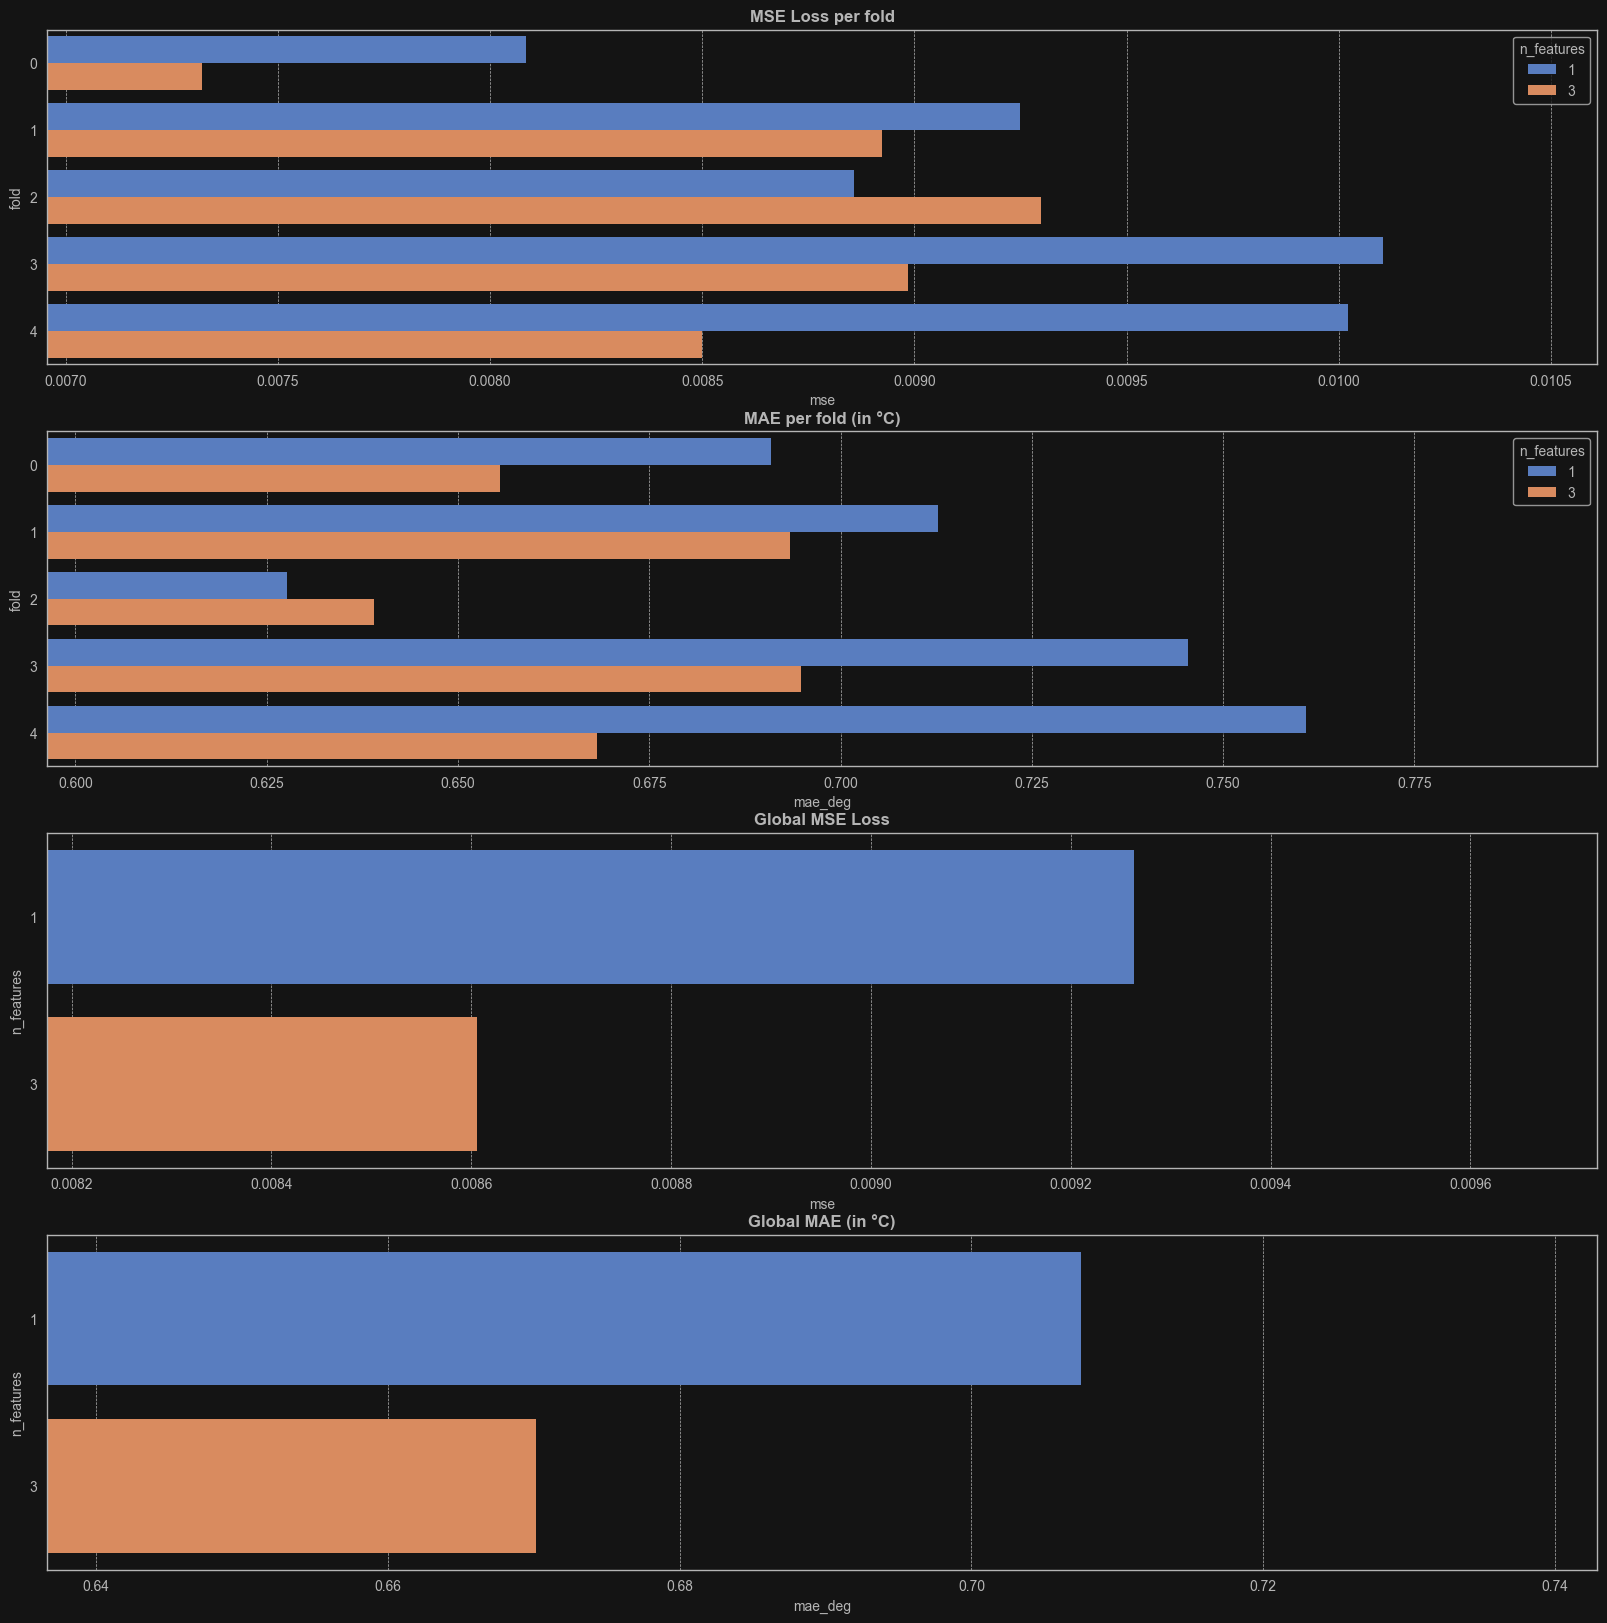 MSE Loss per fold
n_features
1
3
0
1
2
3
4
fold
0.0070 0.0075 0.0080 0.0085 0.0090 0.0095 0.0100 0.0105
mse
MAE per fold (in °C)
n_features
1
3
0
1
2
3
4
fold
0.600 0.625 0.650 0.675 0.700 0.725 0.750 0.775
mae_deg
Global MSE Loss
1
3
n_features
0.0082 0.0084 0.0086 0.0088 0.0090 0.0092 0.0094 0.0096
mse
Global MAE (in °C)
1
3
n_features
0.64 0.66 0.68 0.70 0.72 0.74
mae_deg